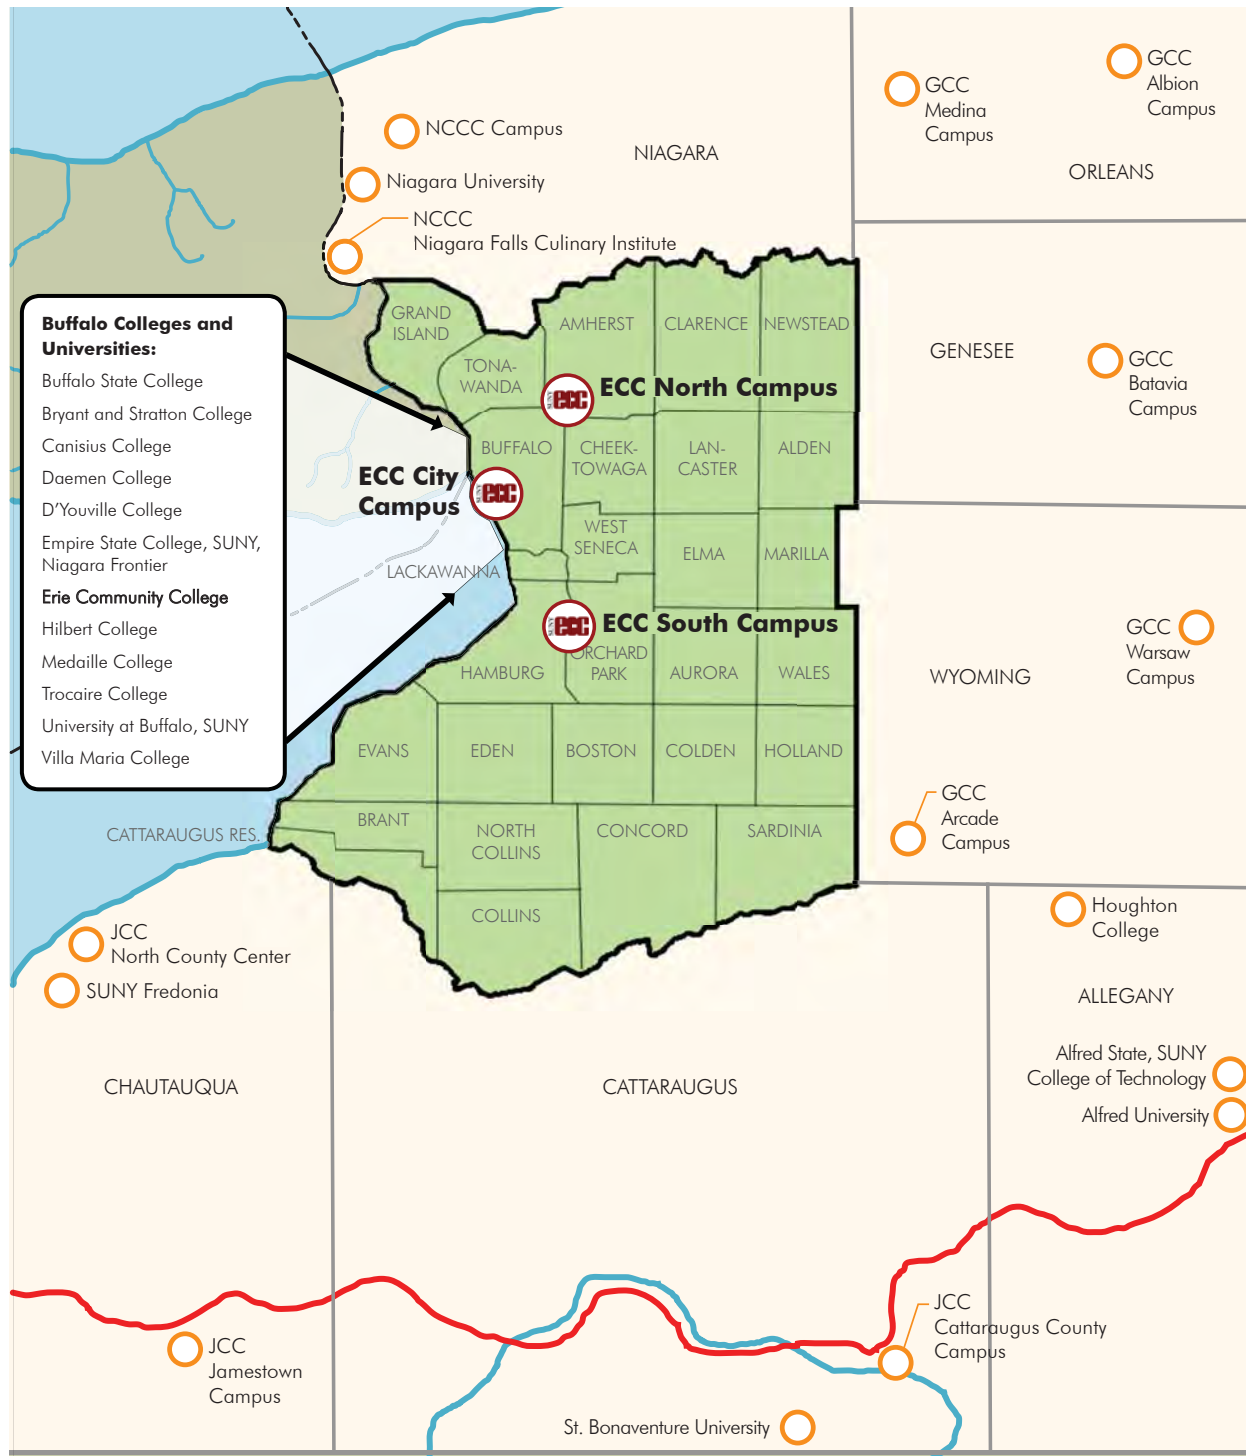 GCC
Albion
Campus
GCC
Medina
Campus
NCCC Campus
NIAGARA
ORLEANS
Niagara University
NCCC
Niagara Falls Culinary Institute
Buffalo Colleges and
Universities:
Buffalo State College
Bryant and Stratton College
Canisius College
Daemen College
D'Youville College
Empire State College, SUNY,
Niagara Frontier
Erie Community College
Hilbert College
Medaille College
Trocaire College
University at Buffalo, SUNY
Villa Maria College
GRAND
ISLAND
AMHERST
CLARENCE
NEWSTEAD
TONA-
WANDA
GENESEE
GCC
Batavia
Campus
ecc
ECC North Campus
BUFFALO
CHEEK-
TOWAGA
LAN-
CASTER
ALDEN
ECC City
Campus
ecc
WEST
SENECA
ELMA
MARILLA
LACKAWANNA
ecc
ECC South Campus
GCC
Warsaw
Campus
HAMBURG
ORCHARD
PARK
AURORA
WALES
WYOMING
EVANS
EDEN
BOSTON
COLDEN
HOLLAND
GCC
Arcade
Campus
CATTARAUGUS RES.
BRANT
NORTH
COLLINS
CONCORD
SARDINIA
COLLINS
JCC
North County Center
SUNY Fredonia
Houghton
College
ALLEGANY
CHAUTAUQUA
CATTARAUGUS
Alfred State, SUNY
College of Technology
Alfred University
JCC
Cattaraugus County
Campus
JCC
Jamestown
Campus
St. Bonaventure University